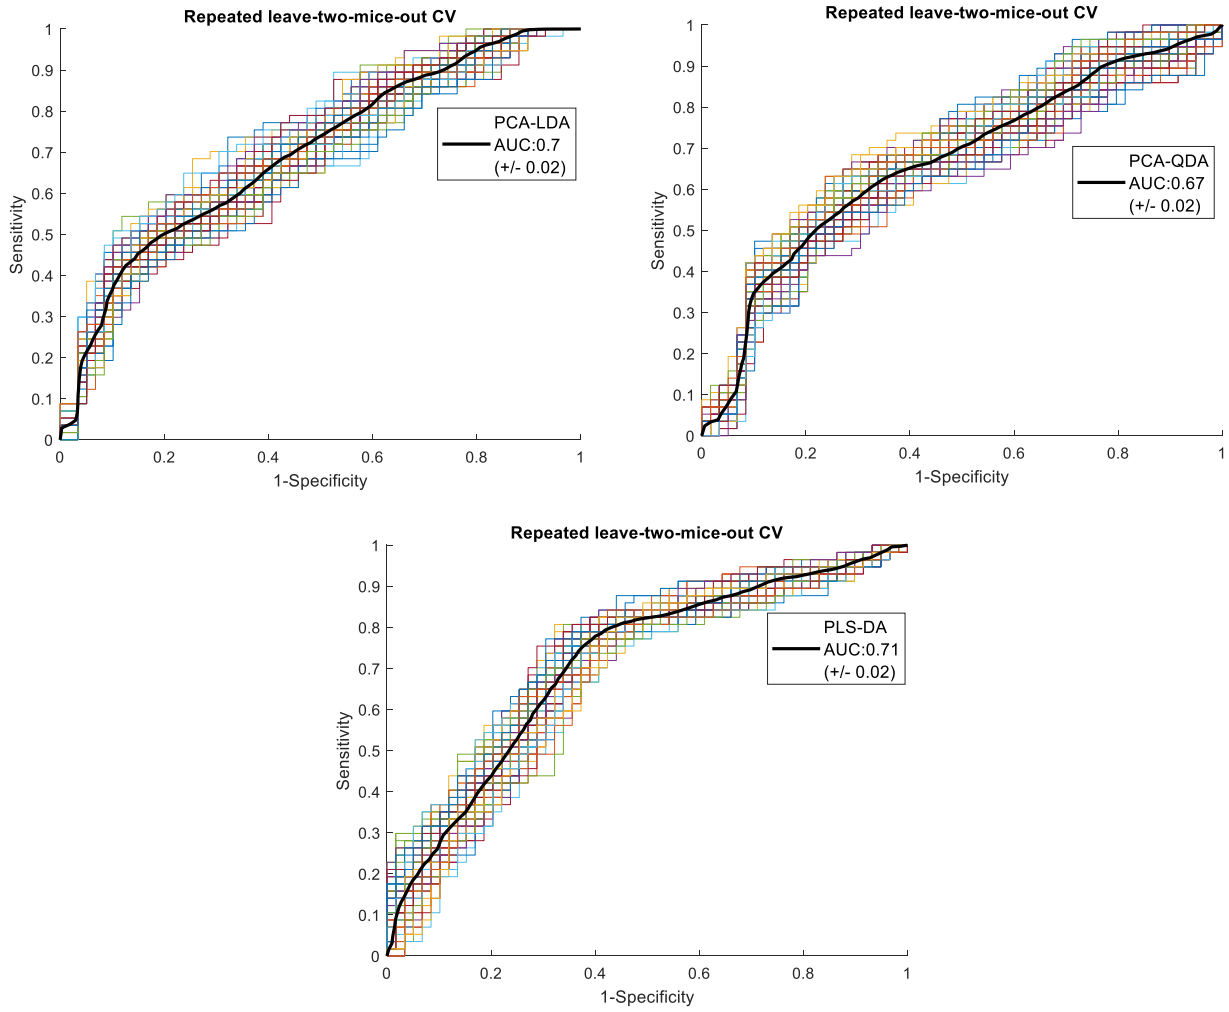 Repeated leave-two-mice-out CV
1
0.9
0.8
0.7
0.6
0.5
0.4
0.3
0.2
0.1
0
Sensitivity
PCA-LDA
AUC:0.7
(+/- 0.02)
0 0.2 0.4 0.6 0.8 1
1-Specificity
Repeated leave-two-mice-out CV
1
0.9
0.8
0.7
0.6
0.5
0.4
0.3
0.2
0.1
0
Sensitivity
PCA-QDA
AUC:0.67
(+/- 0.02)
0 0.2 0.4 0.6 0.8 1
1-Specificity
Repeated leave-two-mice-out CV
1
0.9
0.8
0.7
0.6
0.5
0.4
0.3
0.2
0.1
0
Sensitivity
PLS-DA
AUC:0.71
(+/- 0.02)
0 0.2 0.4 0.6 0.8 1
1-Specificity